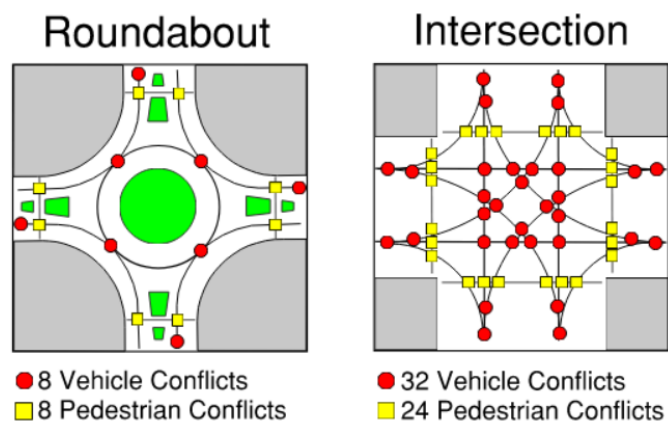 Roundabout
Intersection
8 Vehicle Conflicts
8 Pedestrian Conflicts
32 Vehicle Conflicts
24 Pedestrian Conflicts